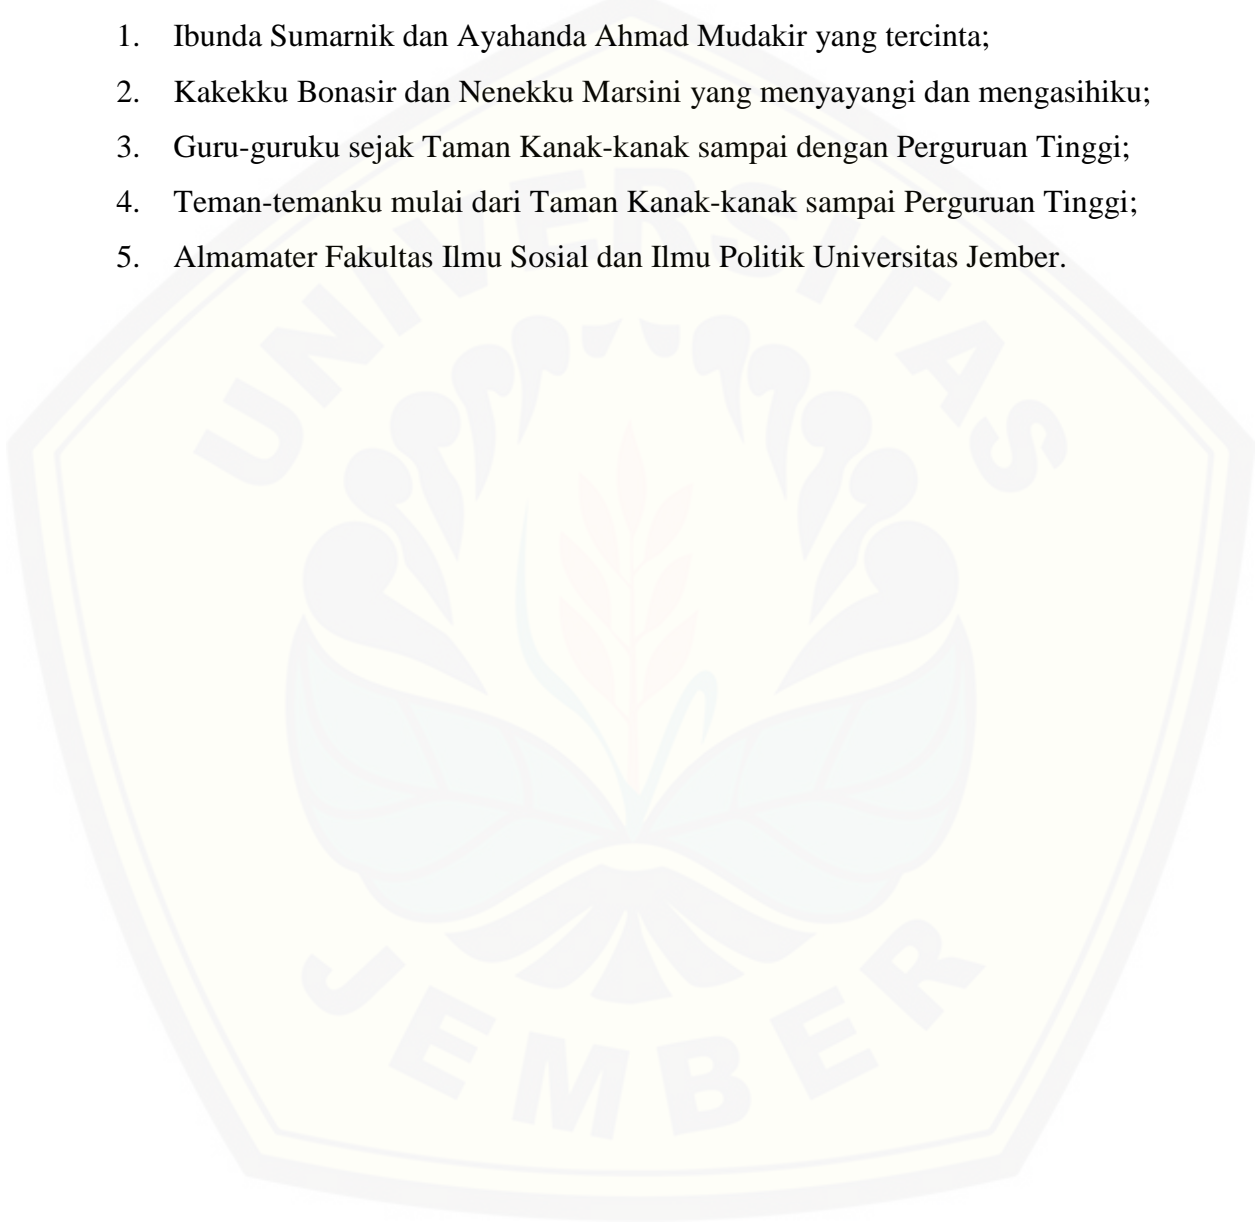 1. Ibunda Sumarnik dan Ayahanda Ahmad Mudakir yang tercinta;
2. Kakekku Bonasir dan Nenekku Marsini yang menyayangi dan mengasihiku;
3. Guru-guruku sejak Taman Kanak-kanak sampai dengan Perguruan Tinggi;
4. Teman-temanku mulai dari Taman Kanak-kanak sampai Perguruan Tinggi;
5. Almamater Fakultas Ilmu Sosial dan Ilmu Politik Universitas Jember.
UNIVERSITAS
JEMBER